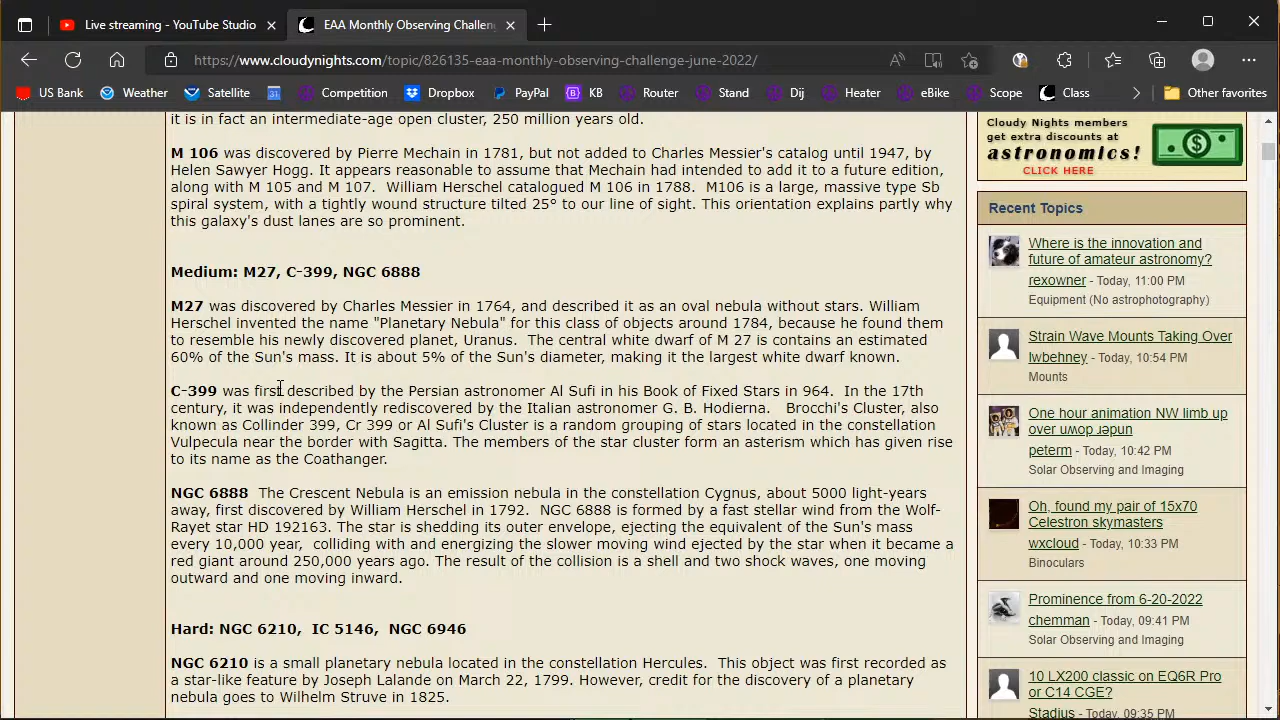 Live streaming - YouTube Studio
EAA Monthly Observing Challen
https://www.cloudynights.com/topic/826135-eaa-monthly-observing-challenge-june-2022/
US Bank Weather Satellite Competition Dropbox PayPal KB Router Stand Dij Heater eBike Scope Class Other favorites
it is in fact an intermediate-age open cluster, 250 million years old.
M 106 was discovered by Pierre Mechain in 1781, but not added to Charles Messier's catalog until 1947, by
Helen Sawyer Hogg. It appears reasonable to assume that Mechain had intended to add it to a future edition,
along with M 105 and M 107.  William Herschel catalogued M 106 in 1788.  M106 is a large, massive type Sb
spiral system, with a tightly wound structure tilted 25° to our line of sight. This orientation explains partly why
this galaxy's dust lanes are so prominent.
Medium: M27, C-399, NGC 6888
M27 was discovered by Charles Messier in 1764, and described it as an oval nebula without stars. William
Herschel invented the name "Planetary Nebula" for this class of objects around 1784, because he found them
to resemble his newly discovered planet, Uranus.  The central white dwarf of M 27 is contains an estimated
60% of the Sun's mass. It is about 5% of the Sun's diameter, making it the largest white dwarf known.
C-399 was first described by the Persian astronomer Al Sufi in his Book of Fixed Stars in 964.  In the 17th
century, it was independently rediscovered by the Italian astronomer G. B. Hodierna.   Brocchi's Cluster, also
known as Collinder 399, Cr 399 or Al Sufi's Cluster is a random grouping of stars located in the constellation
Vulpecula near the border with Sagitta. The members of the star cluster form an asterism which has given rise
to its name as the Coathanger.
NGC 6888  The Crescent Nebula is an emission nebula in the constellation Cygnus, about 5000 light-years
away, first discovered by William Herschel in 1792.  NGC 6888 is formed by a fast stellar wind from the Wolf-
Rayet star HD 192163. The star is shedding its outer envelope, ejecting the equivalent of the Sun's mass
every 10,000 year,  colliding with and energizing the slower moving wind ejected by the star when it became a
red giant around 250,000 years ago. The result of the collision is a shell and two shock waves, one moving
outward and one moving inward.
Hard: NGC 6210,  IC 5146,  NGC 6946
NGC 6210 is a small planetary nebula located in the constellation Hercules.  This object was first recorded as
a star-like feature by Joseph Lalande on March 22, 1799. However, credit for the discovery of a planetary
nebula goes to Wilhelm Struve in 1825.
Cloudy Nights members
get extra discounts at
astronomics!
CLICK HERE
Recent Topics
Where is the innovation and
future of amateur astronomy?
rexowner - Today, 11:00 PM
Equipment (No astrophotography)
Strain Wave Mounts Taking Over
lwbehney - Today, 10:54 PM
Mounts
One hour animation NW limb up
over uʍop ɹǝpun
peterm - Today, 10:42 PM
Solar Observing and Imaging
Oh, found my pair of 15x70
Celestron skymasters
wxcloud - Today, 10:33 PM
Binoculars
Prominence from 6-20-2022
chemman - Today, 09:41 PM
Solar Observing and Imaging
10 LX200 classic on EQ6R Pro
or C14 CGE?
Stadius - Today, 09:35 PM